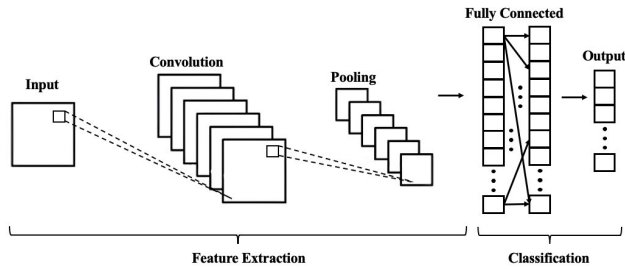 Fully Connected
Convolution
Output
Input
Pooling
Feature Extraction
Classification